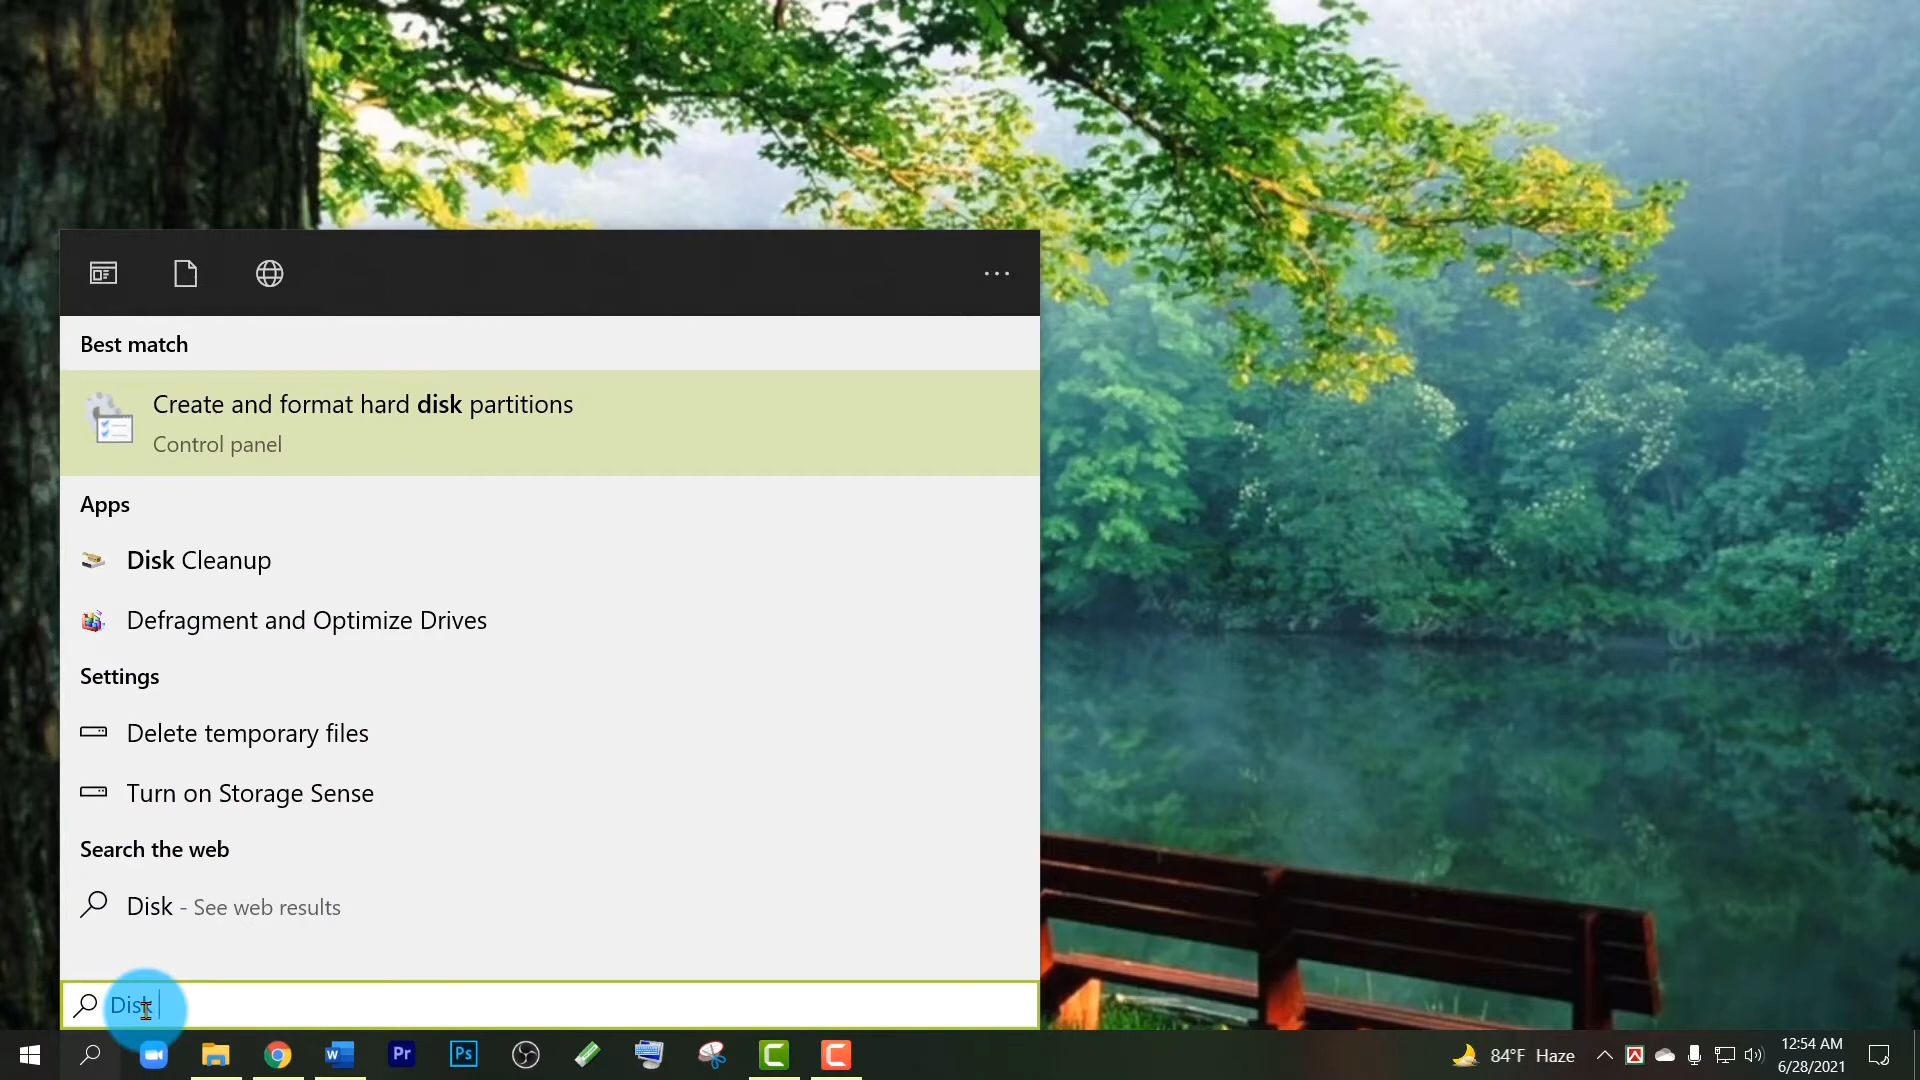 Best match
Create and format hard disk partitions
Control panel
Apps
Disk Cleanup
Defragment and Optimize Drives
Settings
Delete temporary files
Turn on Storage Sense
Search the web
Disk - See web results
Disk
Pr
Ps
84°F Haze
12:54 AM
6/28/2021